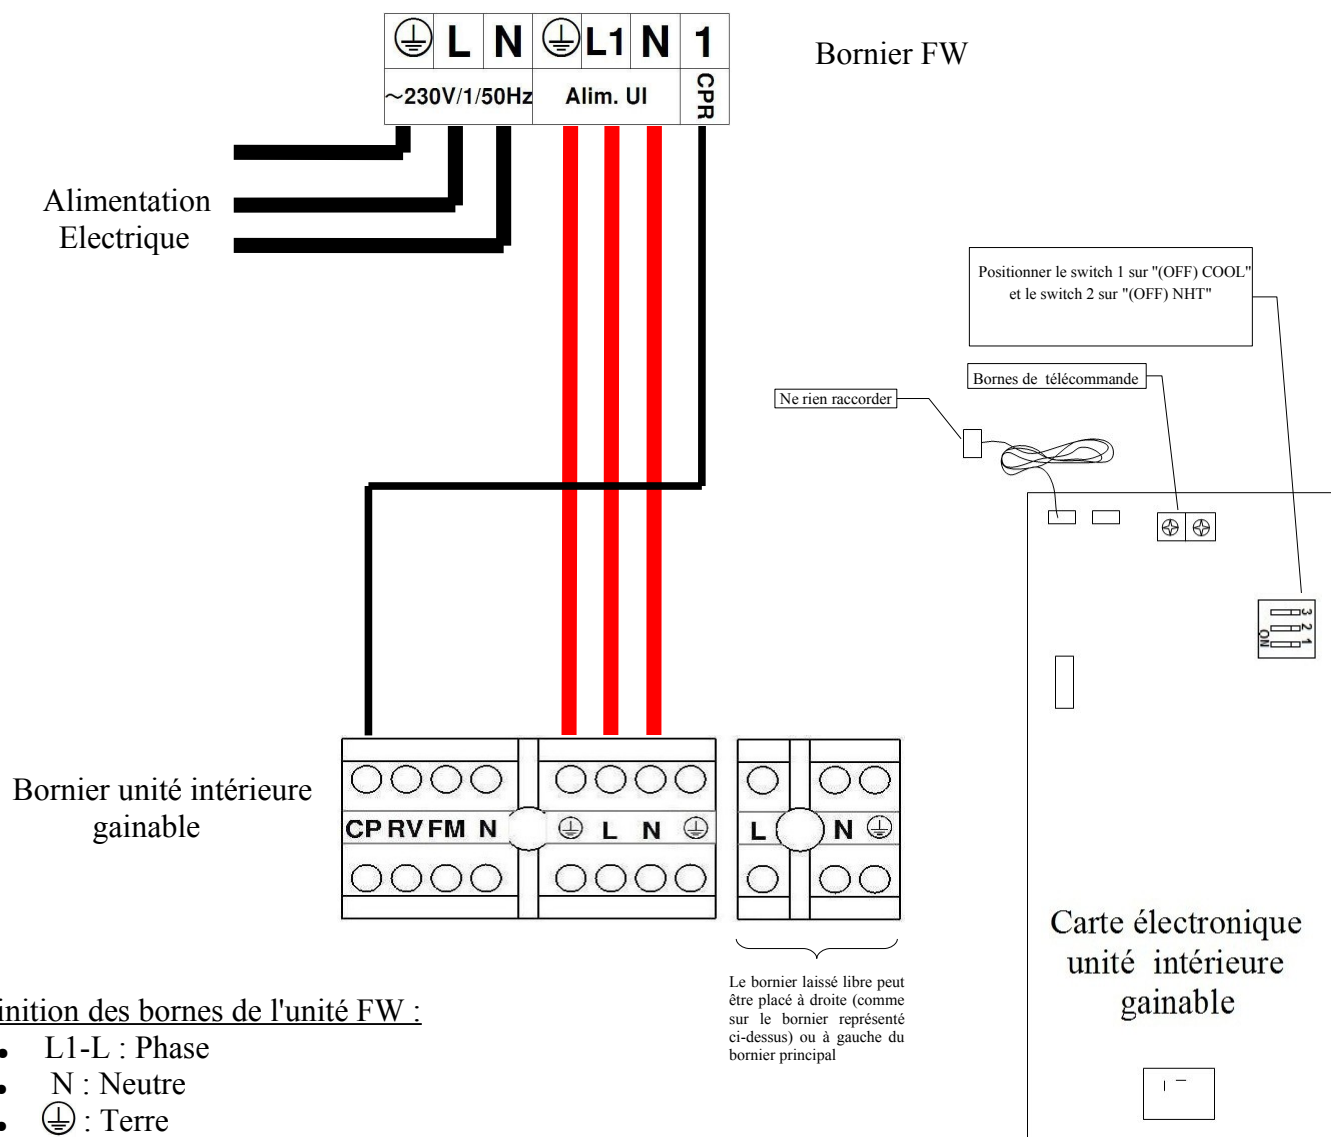 ⏚ L N ⏚ L1 N 1
~230V/1/50Hz Alim. UI CPR
Bornier FW
Alimentation
Electrique
Positionner le switch 1 sur "(OFF) COOL"
et le switch 2 sur "(OFF) NHT"
Bornes de télécommande
Ne rien raccorder
3
2
1
ON
Bornier unité intérieure
gainable
CP RV FM N ⏚ L N ⏚
L N ⏚
Le bornier laissé libre peut
être placé à droite (comme
sur le bornier représenté
ci-dessus) ou à gauche du
bornier principal
Carte électronique
unité intérieure
gainable
inition des bornes de l'unité FW :
• L1-L : Phase
• N : Neutre
• ⏚ : Terre